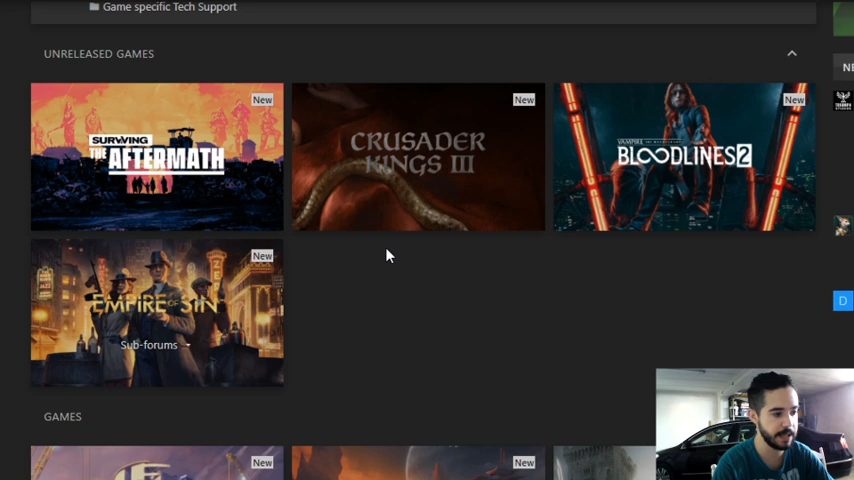 Game specific Tech Support
UNRELEASED GAMES
NE
New
SURVIVING
THE AFTERMATH
New
CRUSADER
KINGS III
New
VAMPIRE
BLOODLINES 2
New
EMPIRE OF SIN
Sub-forums
D
GAMES
New
New